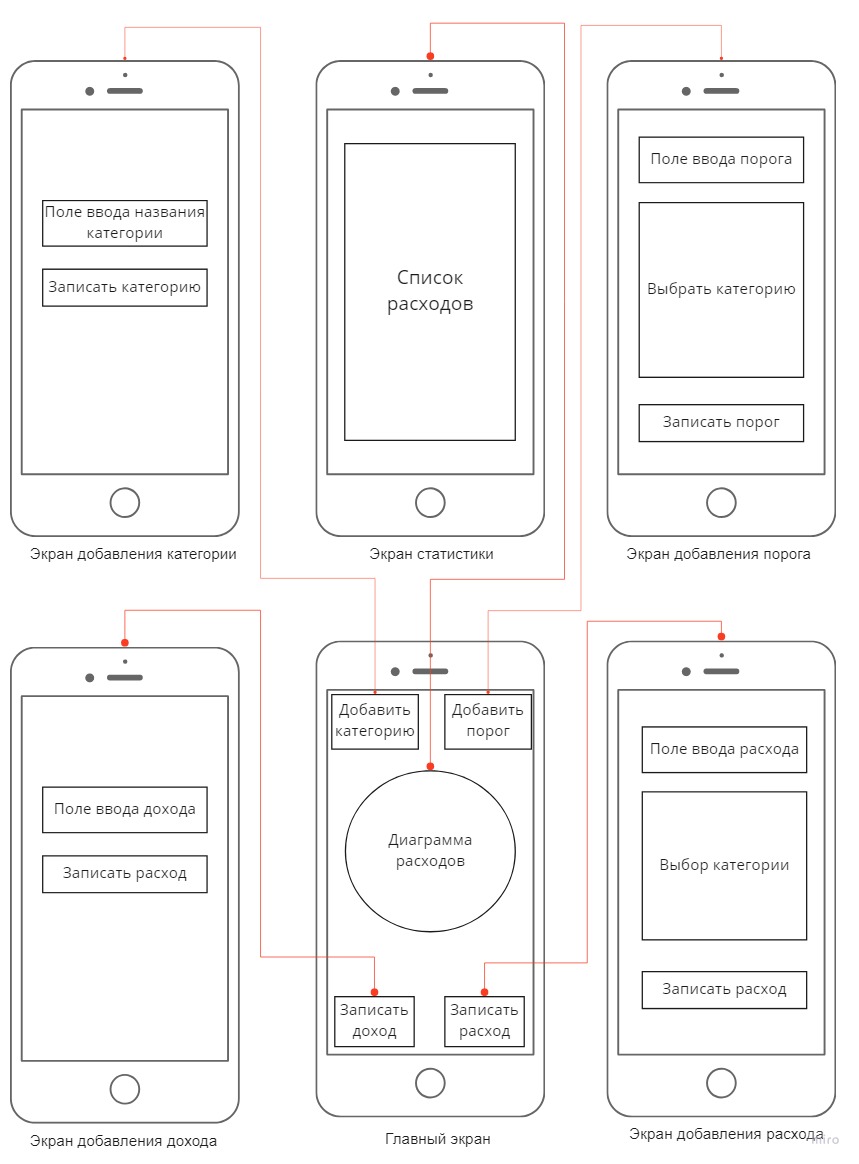 Поле ввода названия
категории
Записать категорию
Экран добавления категории
Список
расходов
Экран статистики
Поле ввода порога
Выбрать категорию
Записать порог
Экран добавления порога
Поле ввода дохода
Записать расход
Экран добавления дохода
Добавить
категорию
Добавить
порог
Диаграмма
расходов
Записать
доход
Записать
расход
Главный экран
Поле ввода расхода
Выбор категории
Записать расход
Экран добавления расхода
miro